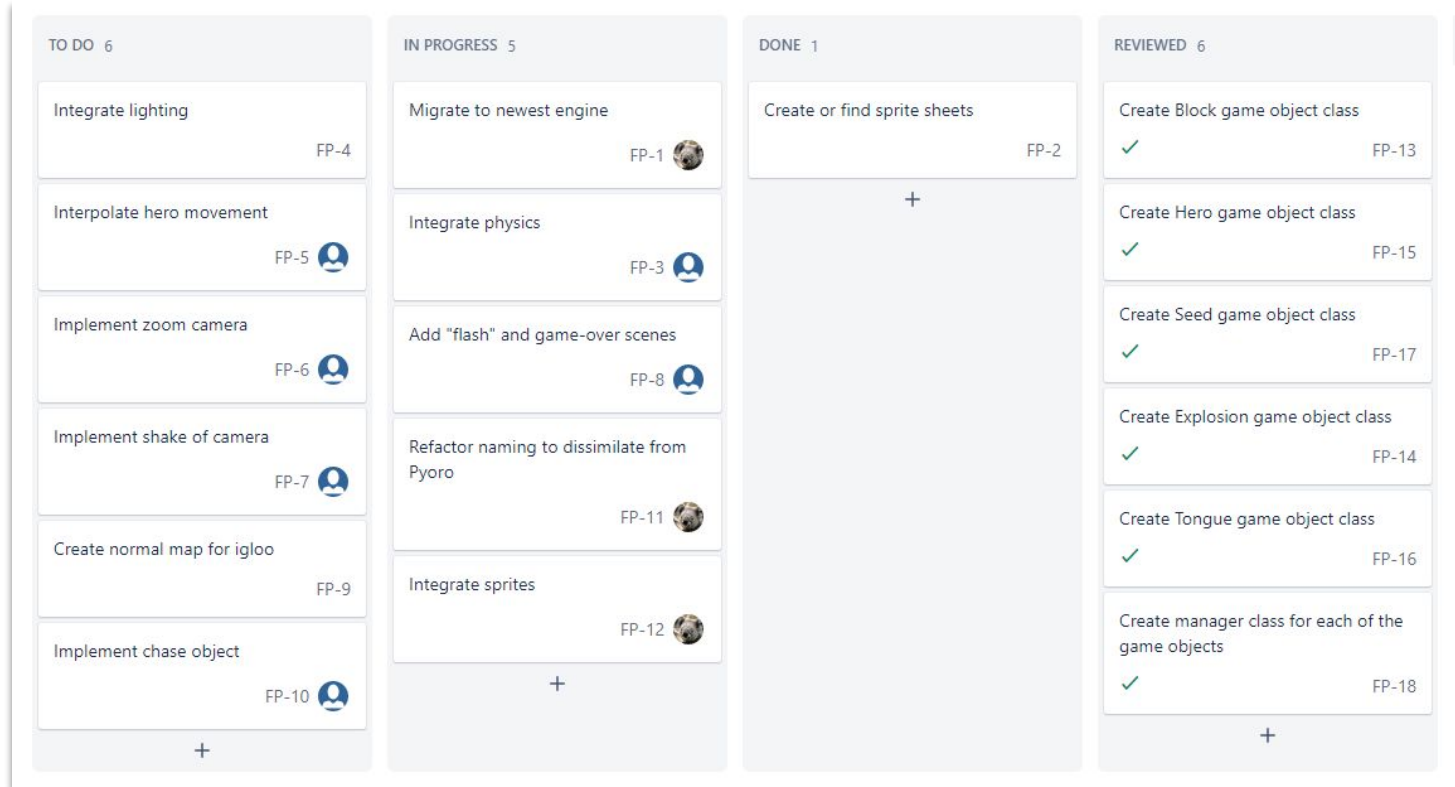 TO DO 6
Integrate lighting
FP-4
Interpolate hero movement
FP-5
Implement zoom camera
FP-6
Implement shake of camera
FP-7
Create normal map for igloo
FP-9
Implement chase object
FP-10
+
IN PROGRESS 5
Migrate to newest engine
FP-1
Integrate physics
FP-3
Add "flash" and game-over scenes
FP-8
Refactor naming to dissimilate from
Pyoro
FP-11
Integrate sprites
FP-12
+
DONE 1
Create or find sprite sheets
FP-2
+
REVIEWED 6
Create Block game object class
FP-13
Create Hero game object class
FP-15
Create Seed game object class
FP-17
Create Explosion game object class
FP-14
Create Tongue game object class
FP-16
Create manager class for each of the
game objects
FP-18
+